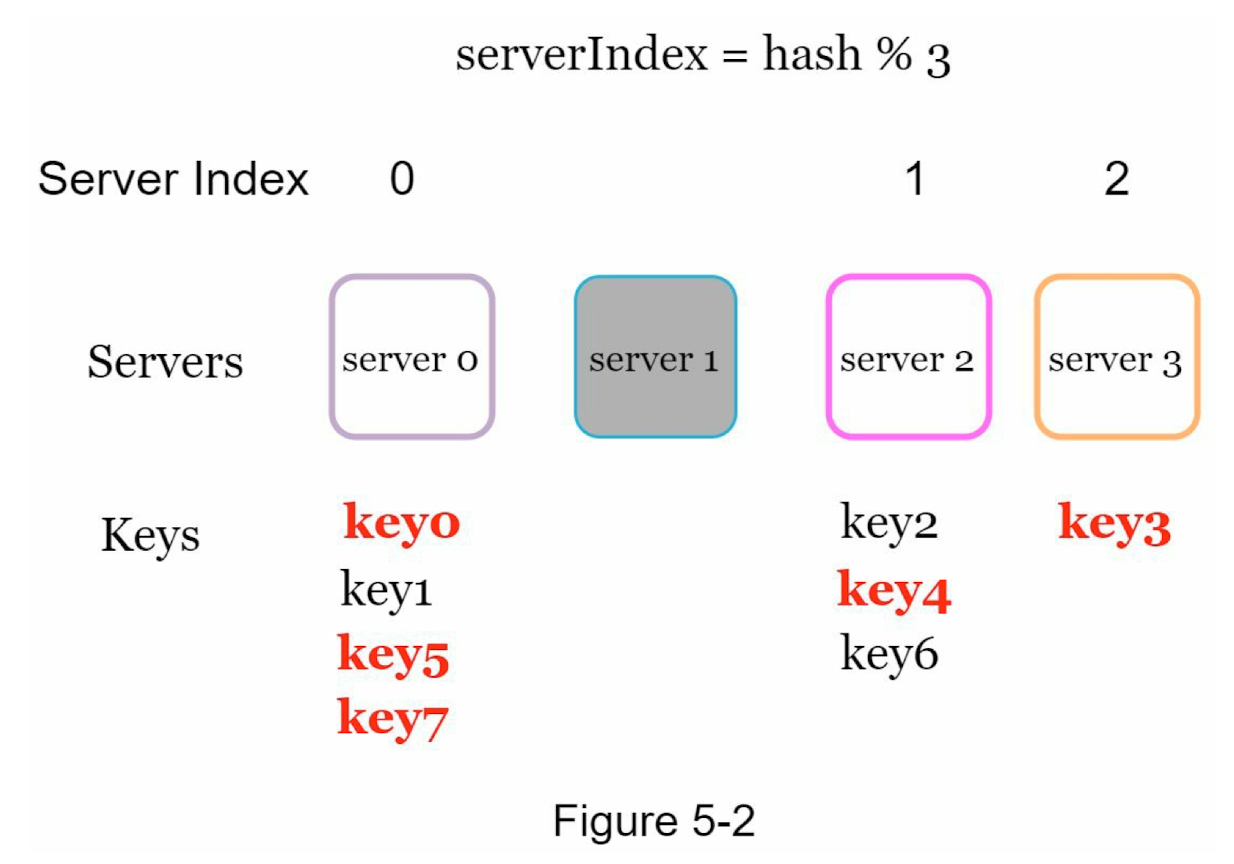 serverIndex = hash % 3
Server Index 0 1 2
Servers server 0 server 1 server 2 server 3
Keys key0 key2 key3
key1 key4
key5 key6
key7
Figure 5-2